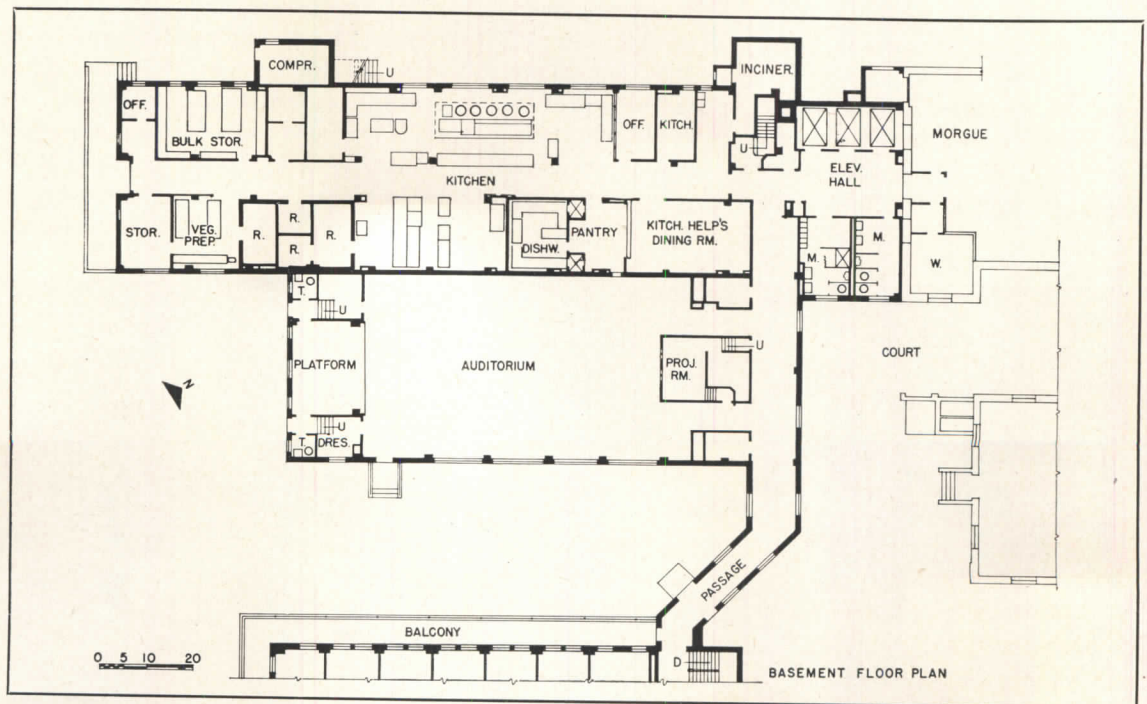 COMPR.
U
INCINER.
OFF.
BULK STOR.
OFF.
KITCH.
U
MORGUE
ELEV.
HALL
KITCHEN
STOR.
VEG.
PREP.
R.
R.
R.
R.
DISHW.
PANTRY
KITCH. HELP'S
DINING RM.
M.
M.
W.
T.
U
PLATFORM
AUDITORIUM
PROJ.
RM.
U
COURT
N
U
T.
DRES.
PASSAGE
BALCONY
0 5 10 20
D
BASEMENT FLOOR PLAN